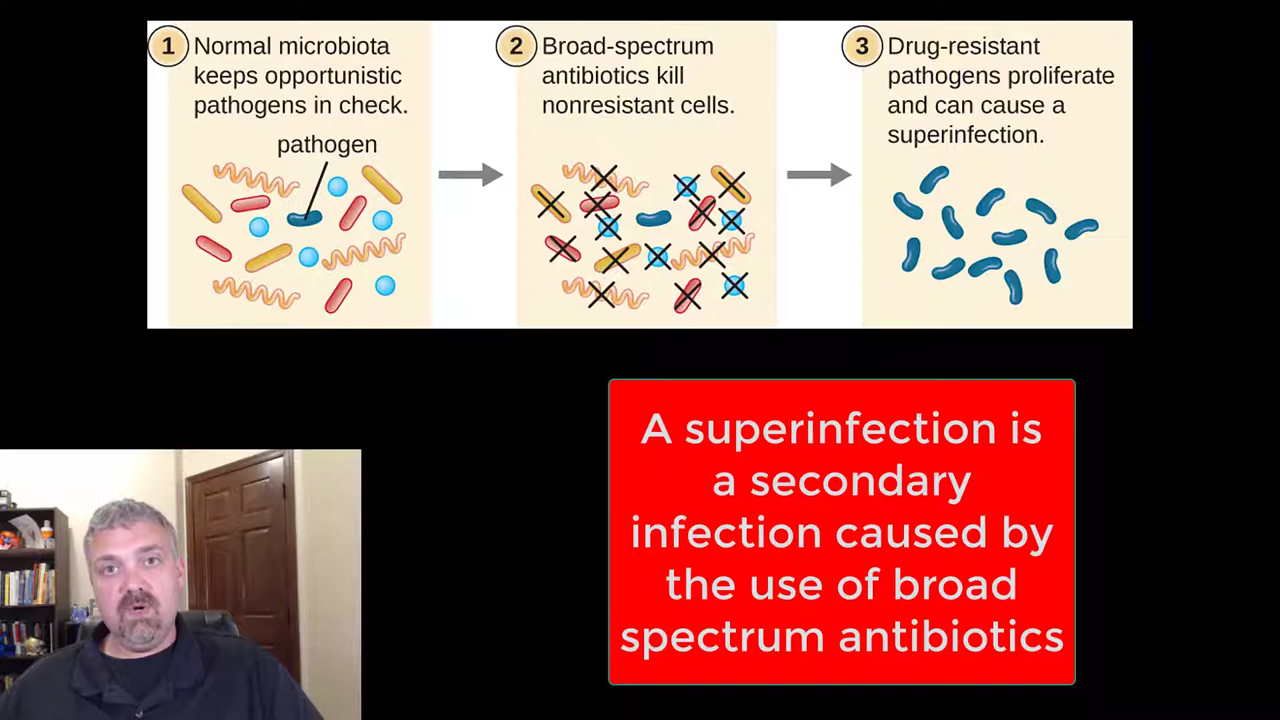 1 Normal microbiota
keeps opportunistic
pathogens in check.
pathogen
2 Broad-spectrum
antibiotics kill
nonresistant cells.
3 Drug-resistant
pathogens proliferate
and can cause a
superinfection.
A superinfection is
a secondary
infection caused by
the use of broad
spectrum antibiotics